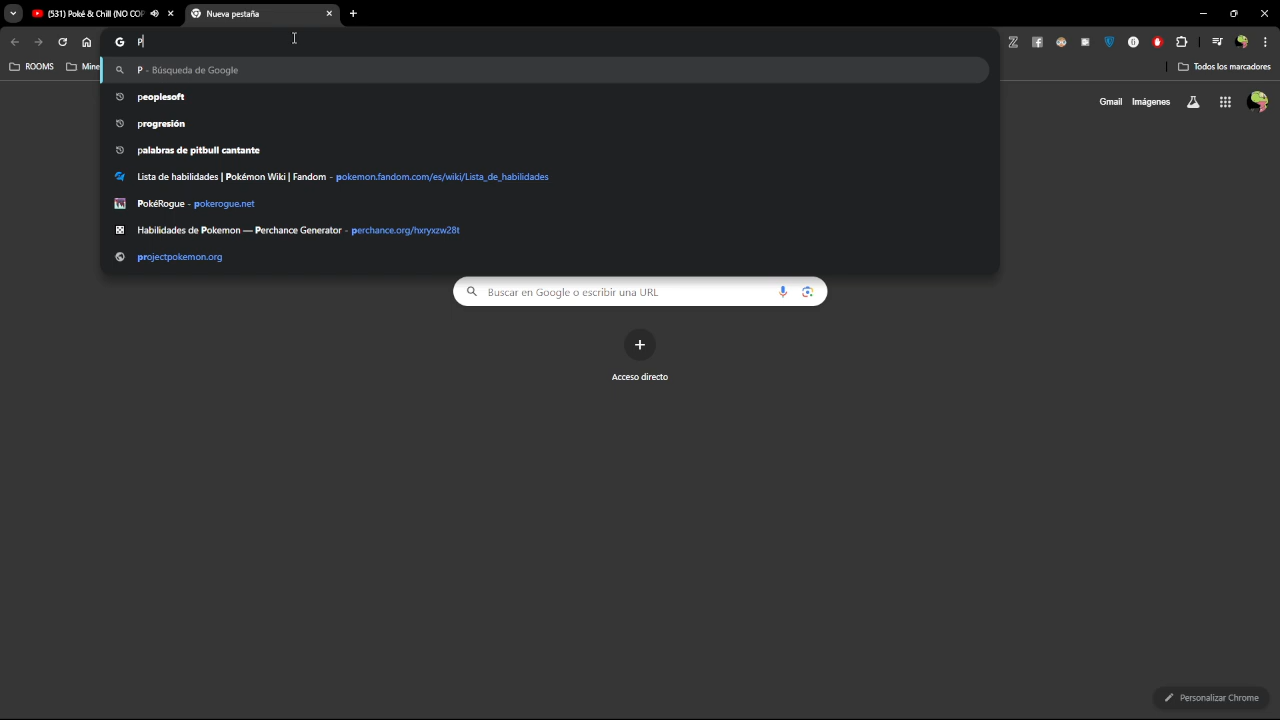 (531) Poké & Chill (NO COP
Nueva pestaña
P
ROOMS
Mine
Todos los marcadores
P - Búsqueda de Google
peoplesoft
progresión
palabras de pitbull cantante
Lista de habilidades | Pokémon Wiki | Fandom - pokemon.fandom.com/es/wiki/Lista_de_habilidades
PokéRogue - pokerogue.net
Habilidades de Pokemon — Perchance Generator - perchance.org/hxryxzw28t
projectpokemon.org
Gmail
Imágenes
Buscar en Google o escribir una URL
Acceso directo
Personalizar Chrome